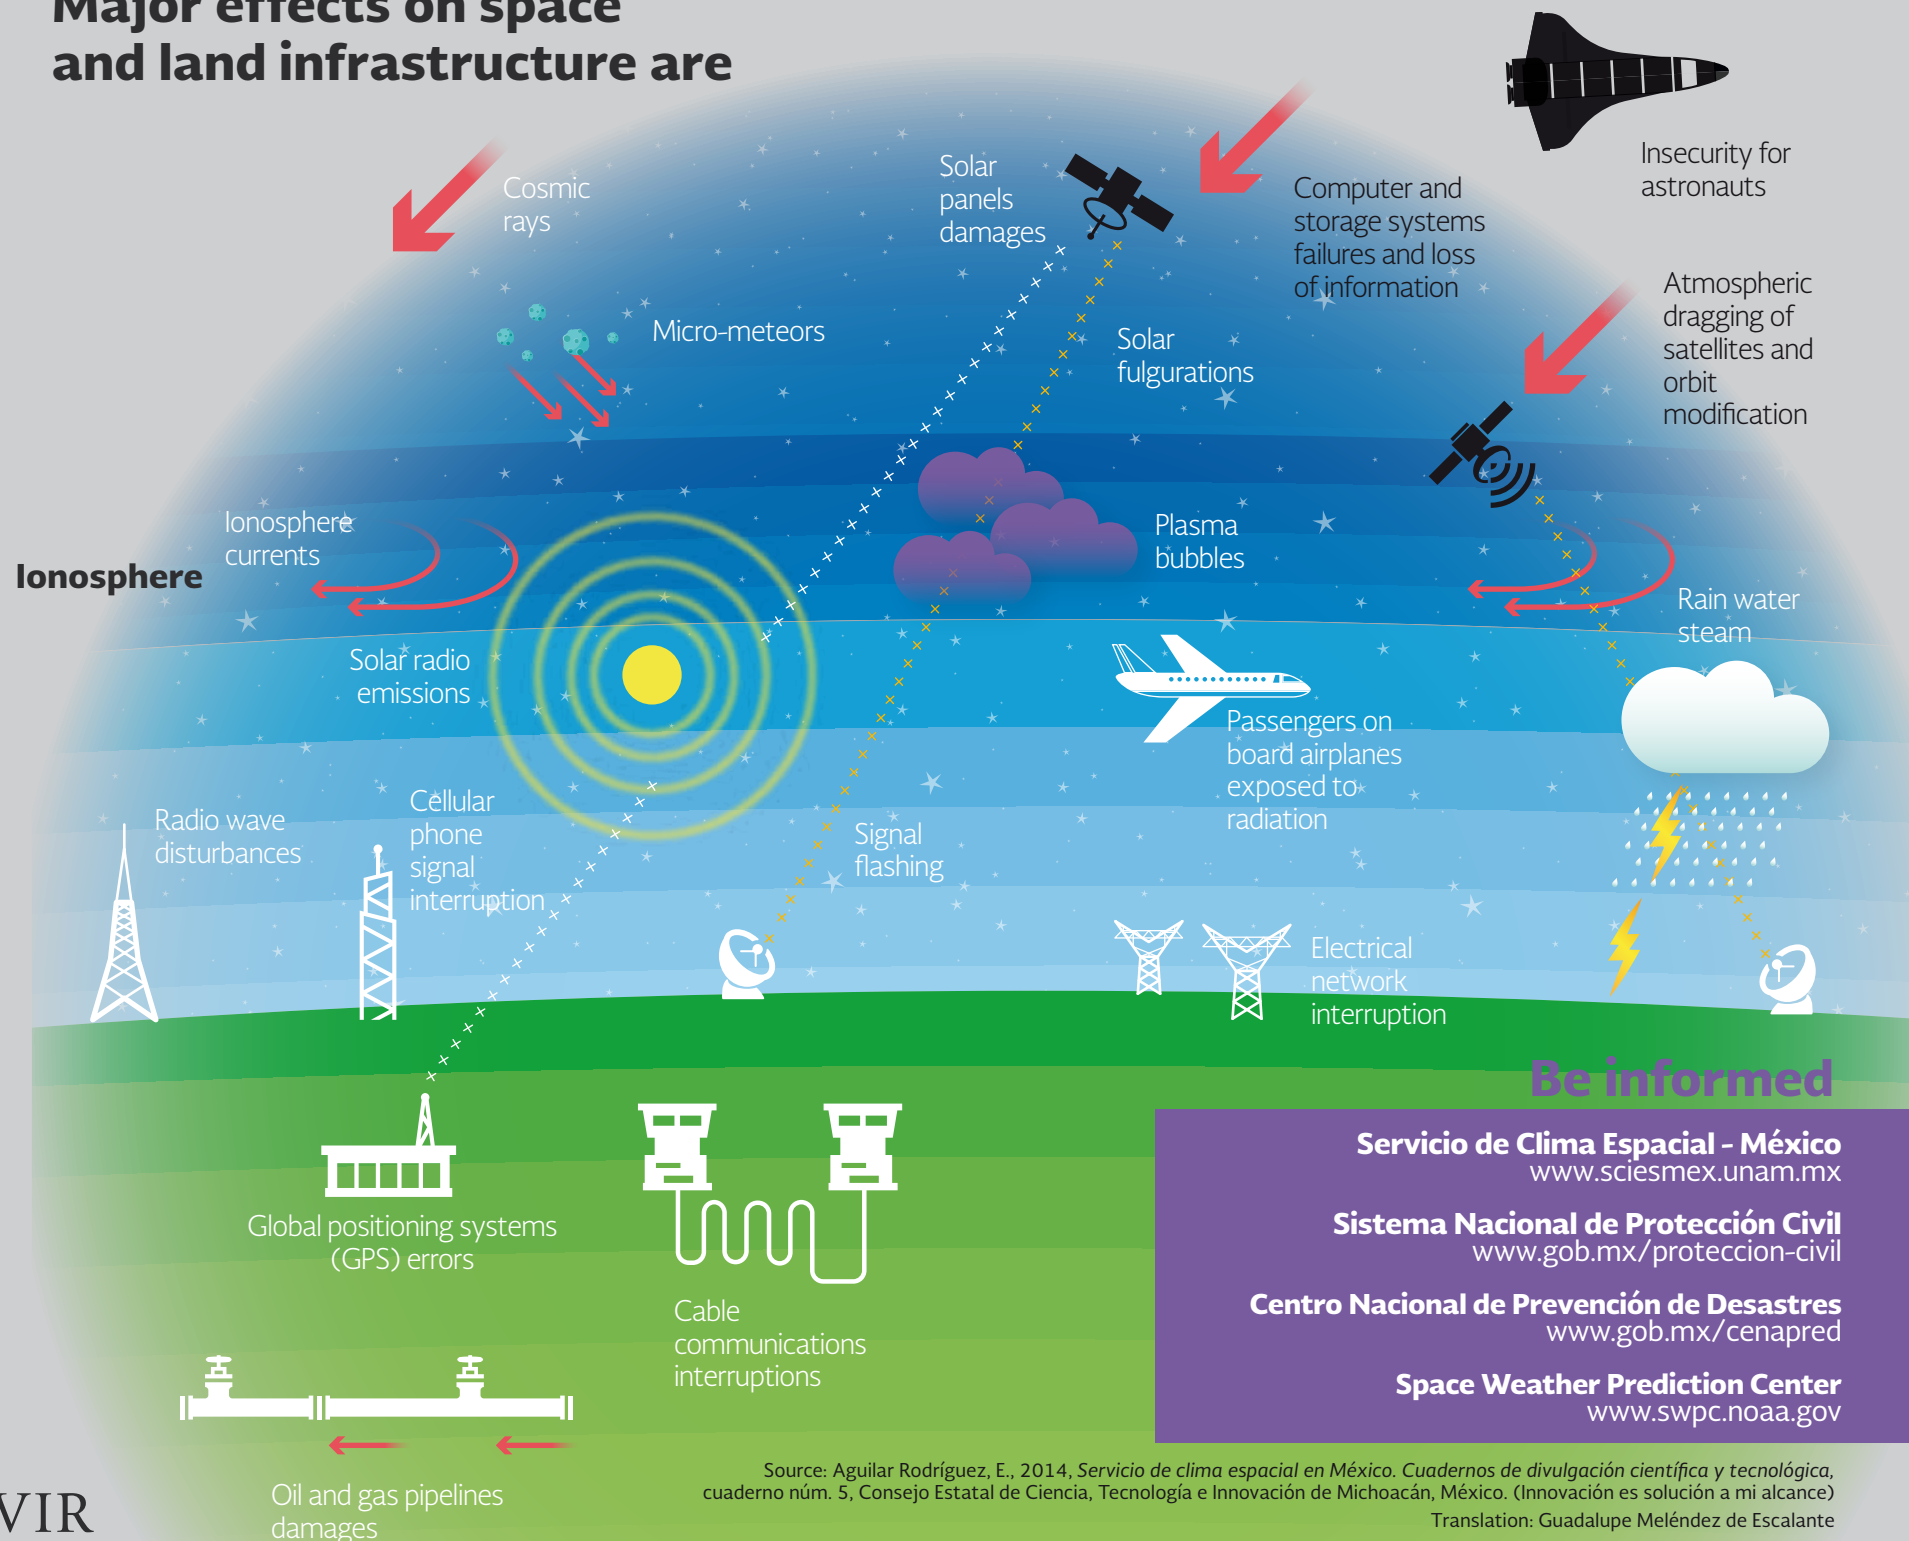 Major effects on space
and land infrastructure are
Insecurity for
astronauts
Cosmic
rays
Solar
panels
damages
Computer and
storage systems
failures and loss
of information
Atmospheric
dragging of
satellites and
orbit
modification
Micro-meteors
Solar
fulgurations
Ionosphere
Ionosphere
currents
Plasma
bubbles
Rain water
steam
Solar radio
emissions
Passengers on
board airplanes
exposed to
radiation
Radio wave
disturbances
Cellular
phone
signal
interruption
Signal
flashing
Electrical
network
interruption
Global positioning systems
(GPS) errors
Cable
communications
interruptions
Oil and gas pipelines
damages
Be informed
Servicio de Clima Espacial - México
www.sciesmex.unam.mx
Sistema Nacional de Protección Civil
www.gob.mx/proteccion-civil
Centro Nacional de Prevención de Desastres
www.gob.mx/cenapred
Space Weather Prediction Center
www.swpc.noaa.gov
Source: Aguilar Rodríguez, E., 2014, Servicio de clima espacial en México. Cuadernos de divulgación científica y tecnológica,
cuaderno núm. 5, Consejo Estatal de Ciencia, Tecnología e Innovación de Michoacán, México. (Innovación es solución a mi alcance)
Translation: Guadalupe Meléndez de Escalante
VIR